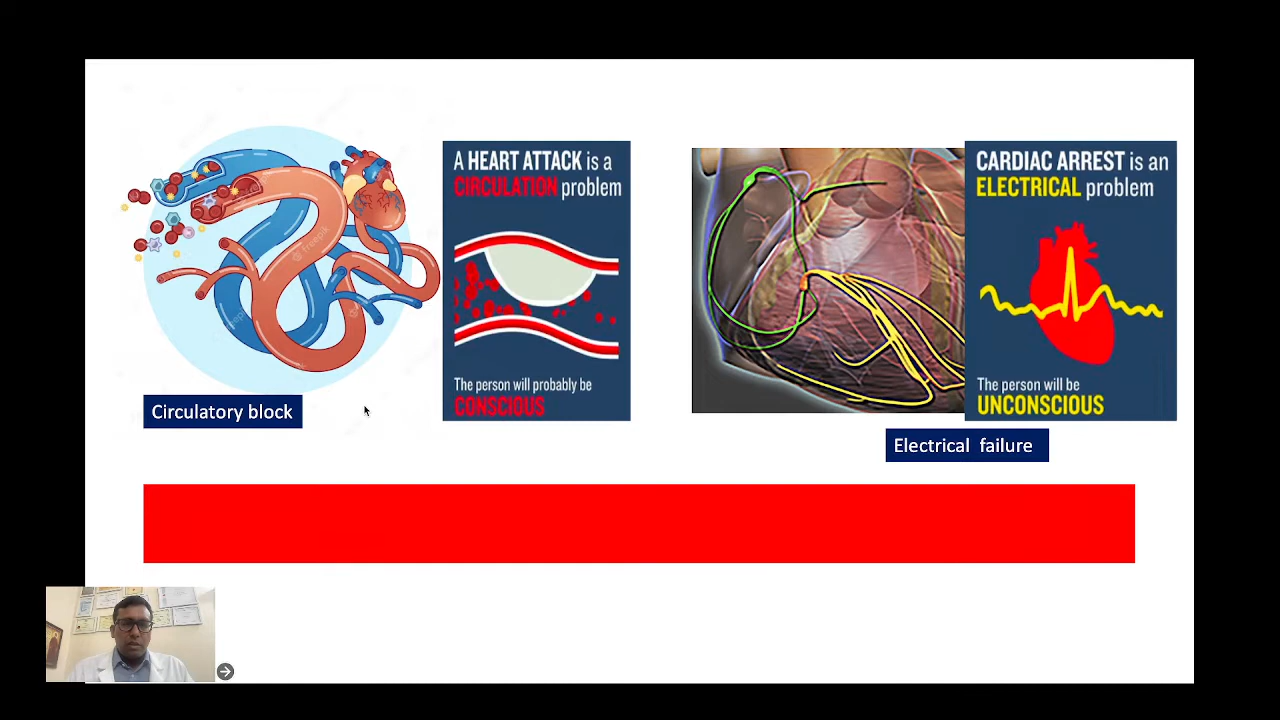 A HEART ATTACK is a
CIRCULATION problem
The person will probably be
CONSCIOUS
Circulatory block
CARDIAC ARREST is an
ELECTRICAL problem
The person will be
UNCONSCIOUS
Electrical failure